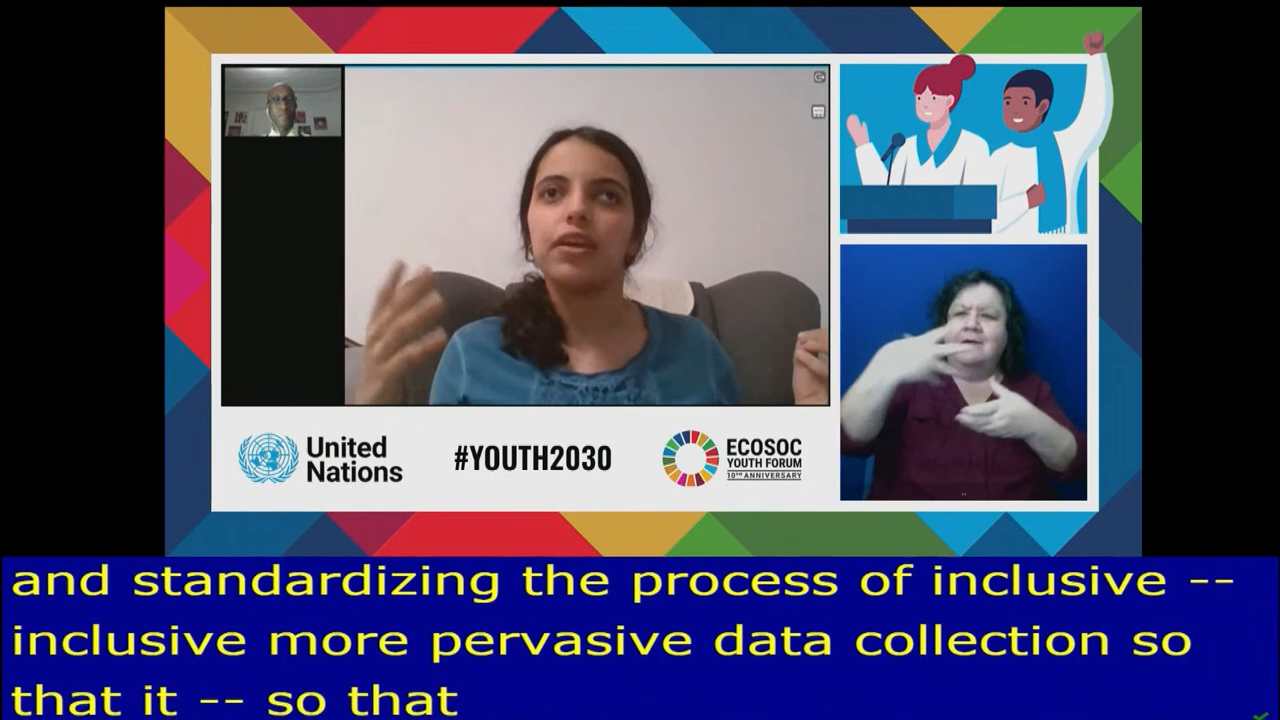 United
Nations
#YOUTH2030
ECOSOC
YOUTH FORUM
10TH ANNIVERSARY
and standardizing the process of inclusive --
inclusive more pervasive data collection so
that it -- so that